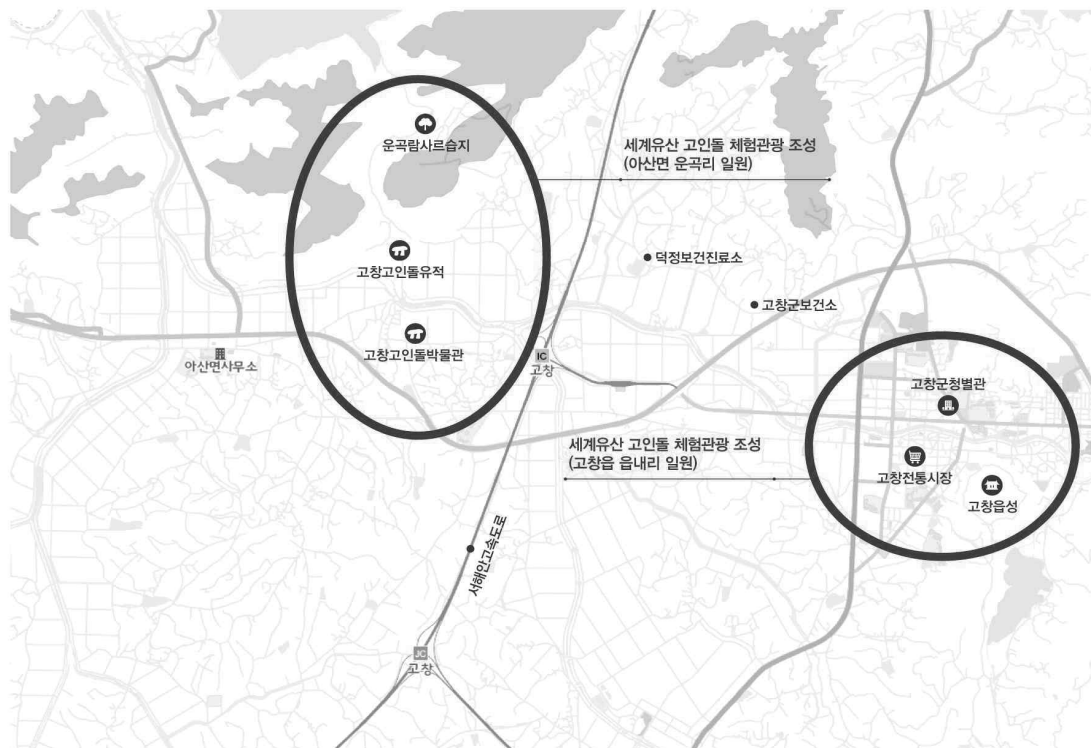 운곡람사르습지
세계유산 고인돌 체험관광 조성
(아산면 운곡리 일원)
고창고인돌유적
덕정보건진료소
고창군보건소
고창고인돌박물관
아산면사무소
IC
고창
고창군청별관
세계유산 고인돌 체험관광 조성
(고창읍 읍내리 일원)
고창전통시장
고창읍성
서해안고속도로
JC
고창